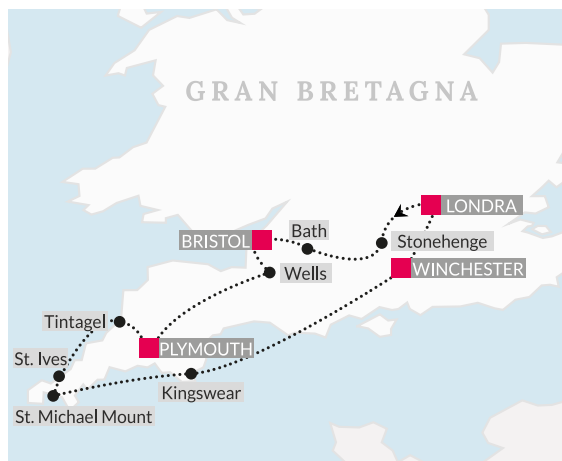 GRAN BRETAGNA
LONDRA
Bath
BRISTOL
Stonehenge
Wells
WINCHESTER
Tintagel
PLYMOUTH
St. Ives
Kingswear
St. Michael Mount